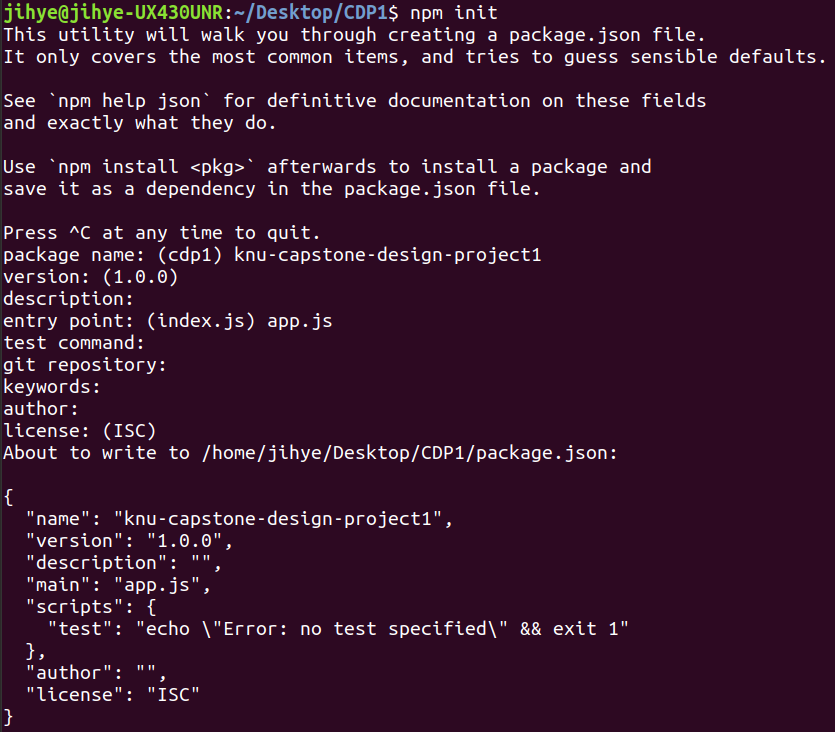 jihye@jihye-UX430UNR:~/Desktop/CDP1$ npm init
This utility will walk you through creating a package.json file.
It only covers the most common items, and tries to guess sensible defaults.

See `npm help json` for definitive documentation on these fields
and exactly what they do.

Use `npm install <pkg>` afterwards to install a package and
save it as a dependency in the package.json file.

Press ^C at any time to quit.
package name: (cdp1) knu-capstone-design-project1
version: (1.0.0)
description:
entry point: (index.js) app.js
test command:
git repository:
keywords:
author:
license: (ISC)
About to write to /home/jihye/Desktop/CDP1/package.json:

{
  "name": "knu-capstone-design-project1",
  "version": "1.0.0",
  "description": "",
  "main": "app.js",
  "scripts": {
    "test": "echo \"Error: no test specified\" && exit 1"
  },
  "author": "",
  "license": "ISC"
}